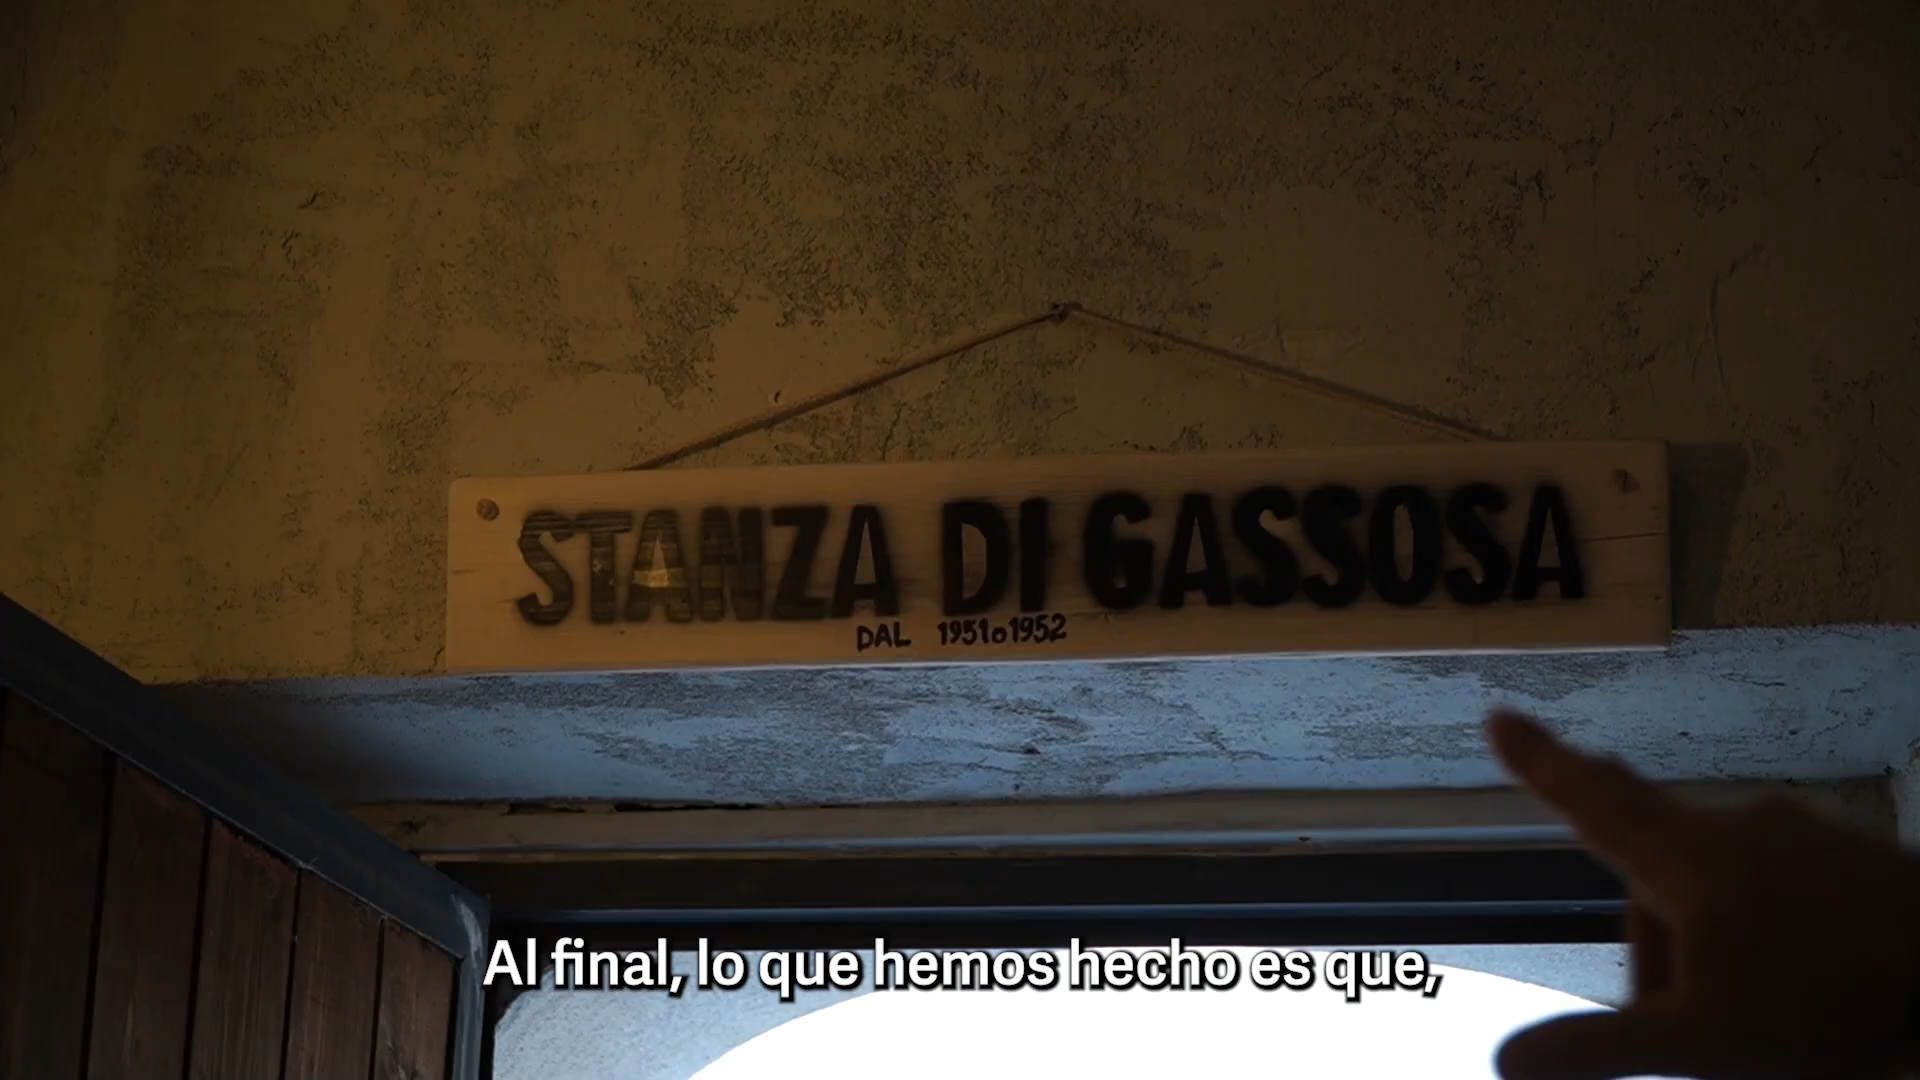 STANZA DI GASSOSA
DAL 1951o1952
Al final, lo que hemos hecho es que,